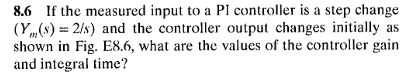 8.6 If the measured input to a PI controller is a step change
(Yₘ(s) = 2/s) and the controller output changes initially as
shown in Fig. E8.6, what are the values of the controller gain
and integral time?